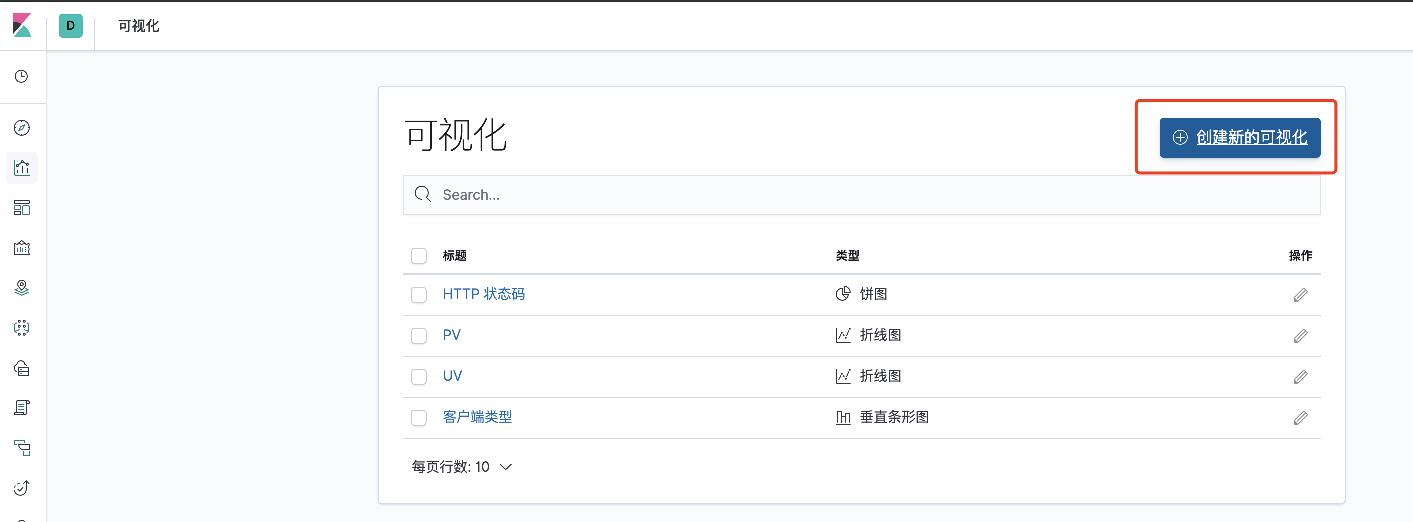 D 可视化
可视化
创建新的可视化
Search...
标题 类型 操作
HTTP 状态码 饼图
PV 折线图
UV 折线图
客户端类型 垂直条形图
每页行数: 10